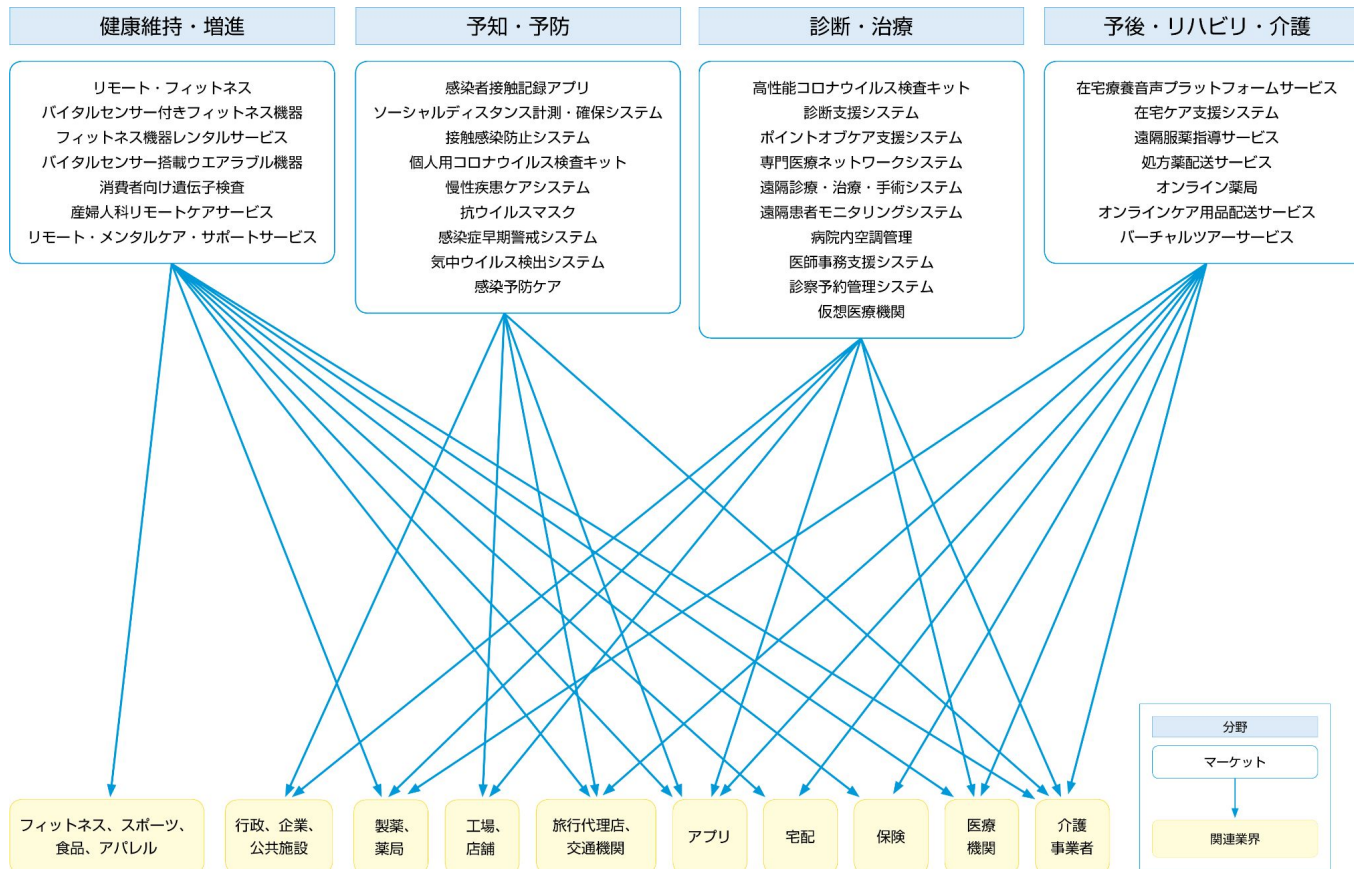 健康維持・増進
リモート・フィットネス
バイタルセンサー付きフィットネス機器
フィットネス機器レンタルサービス
バイタルセンサー搭載ウエアラブル機器
消費者向け遺伝子検査
産婦人科リモートケアサービス
リモート・メンタルケア・サポートサービス
予知・予防
感染者接触記録アプリ
ソーシャルディスタンス計測・確保システム
接触感染防止システム
個人用コロナウイルス検査キット
慢性疾患ケアシステム
抗ウイルスマスク
感染症早期警戒システム
気中ウイルス検出システム
感染予防ケア
診断・治療
高性能コロナウイルス検査キット
診断支援システム
ポイントオブケア支援システム
専門医療ネットワークシステム
遠隔診療・治療・手術システム
遠隔患者モニタリングシステム
病院内空調管理
医師事務支援システム
診察予約管理システム
仮想医療機関
予後・リハビリ・介護
在宅療養音声プラットフォームサービス
在宅ケア支援システム
遠隔服薬指導サービス
処方薬配送サービス
オンライン薬局
オンラインケア用品配送サービス
バーチャルツアーサービス
フィットネス、スポーツ、
食品、アパレル
行政、企業、
公共施設
製薬、
薬局
工場、
店舗
旅行代理店、
交通機関
アプリ
宅配
保険
医療
機関
介護
事業者
分野
マーケット
関連業界